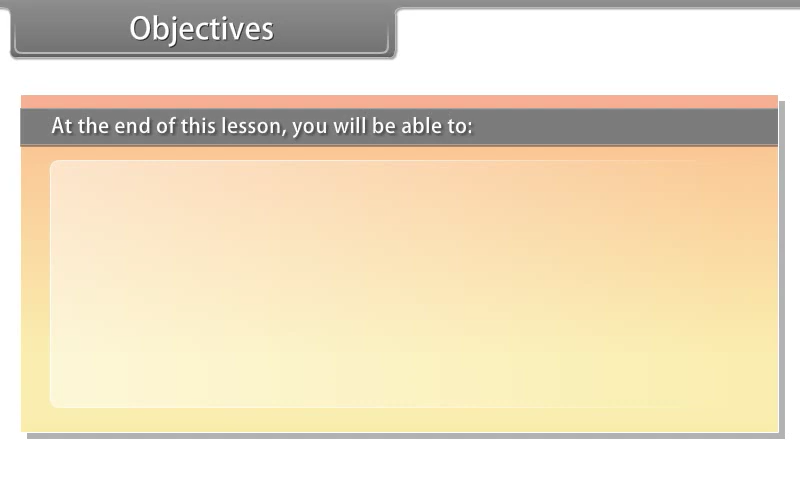 Objectives
At the end of this lesson, you will be able to: